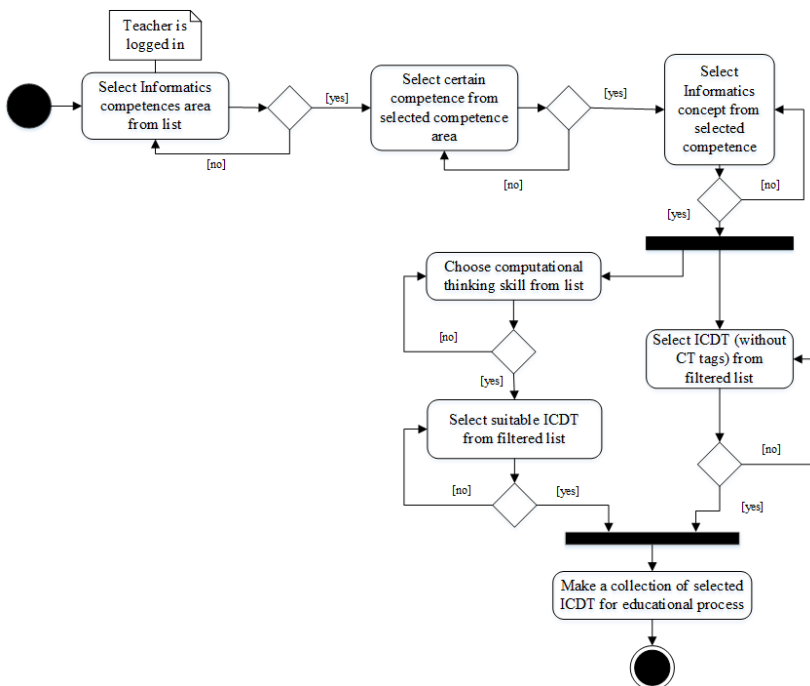 Teacher is
logged in
Select Informatics
competences area
from list
[yes]
[no]
Select certain
competence from
selected competence
area
[yes]
[no]
Select
Informatics
concept from
selected
competence
[no]
[yes]
Choose computational
thinking skill from list
[no]
[yes]
Select ICDT (without
CT tags) from
filtered list
[no]
[yes]
Select suitable ICDT
from filtered list
[no]
[yes]
Make a collection of selected
ICDT for educational process